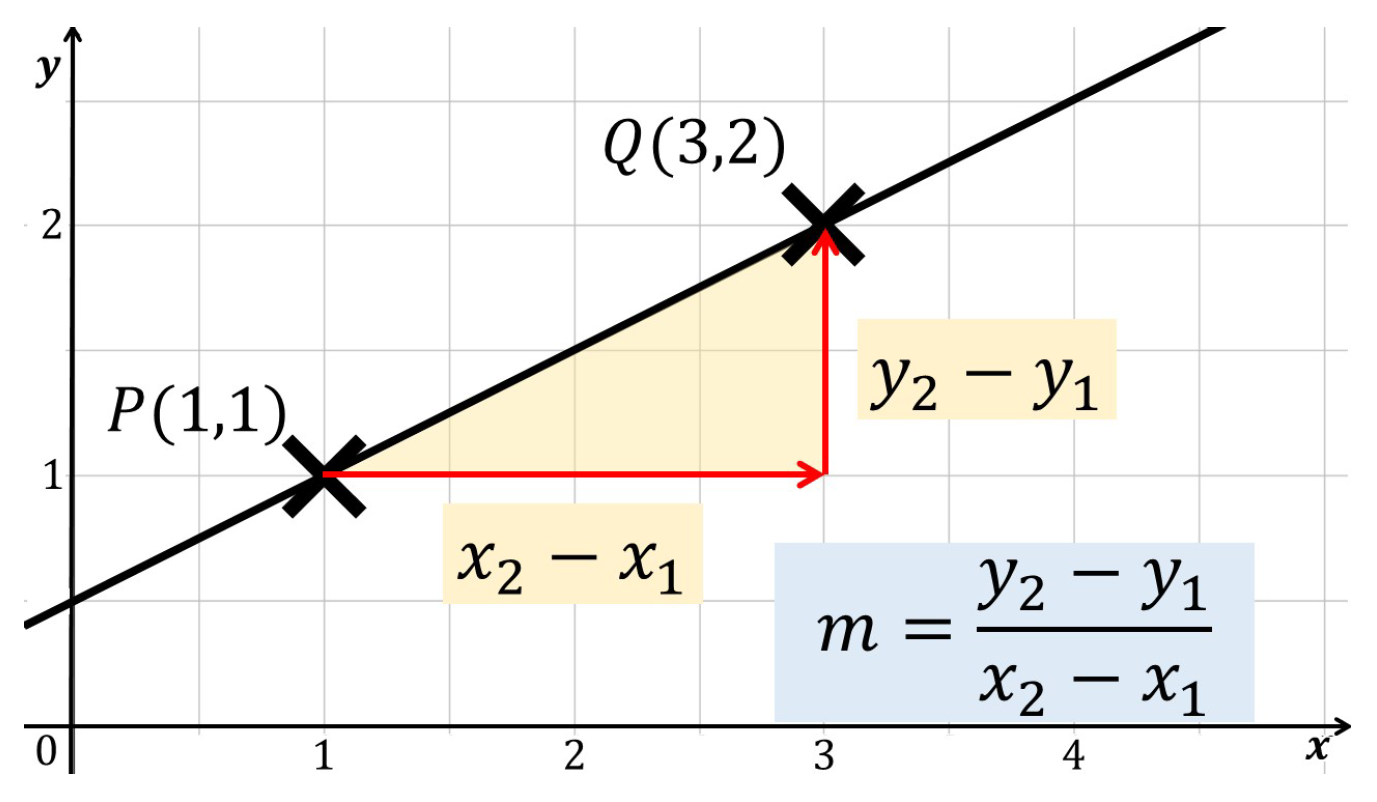 y
Q(3,2)
2
y₂ − y₁
P(1,1)
1
x₂ − x₁
m = (y₂ − y₁)/(x₂ − x₁)
0 1 2 3 4 x